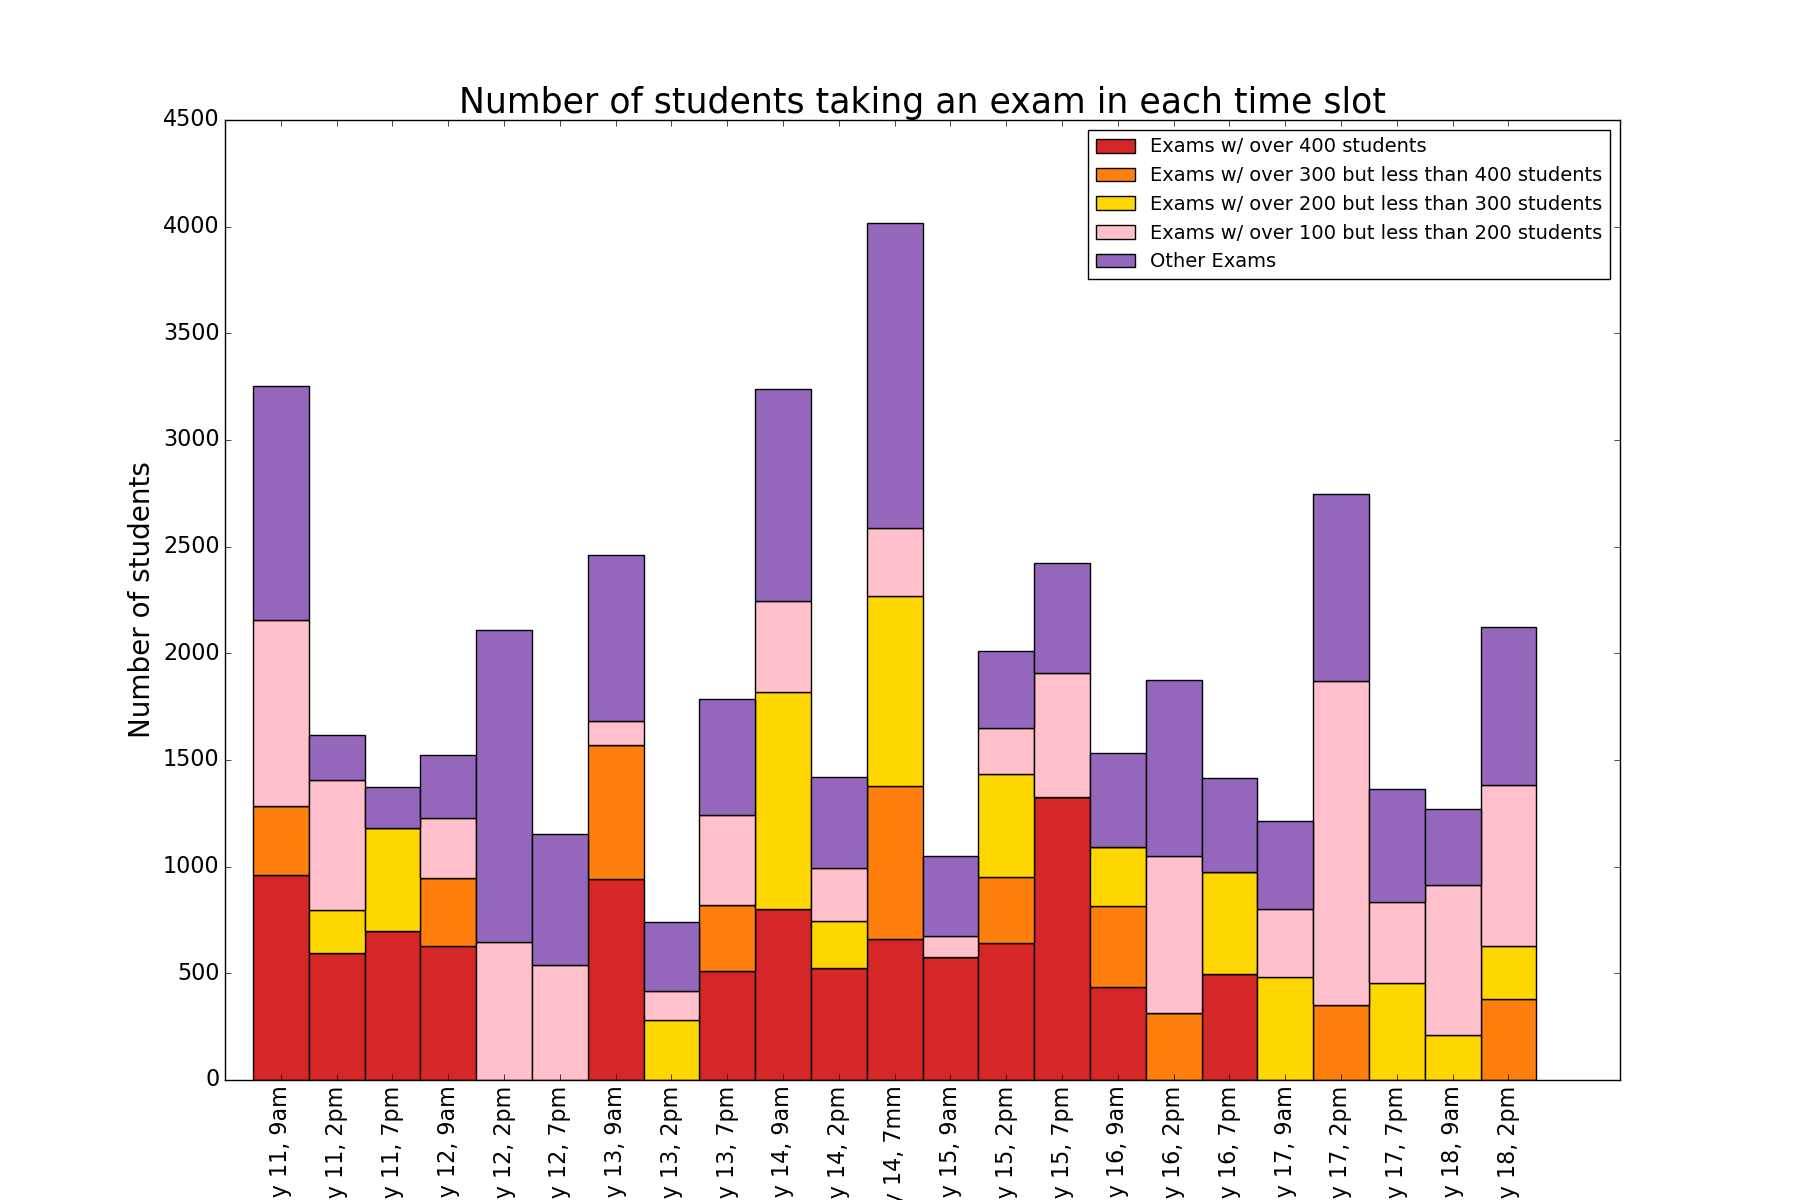 Number of students taking an exam in each time slot
Exams w/ over 400 students
Exams w/ over 300 but less than 400 students
Exams w/ over 200 but less than 300 students
Exams w/ over 100 but less than 200 students
Other Exams
Number of students
4500
4000
3500
3000
2500
2000
1500
1000
500
0
y 11, 9am
y 11, 2pm
y 11, 7pm
y 12, 9am
y 12, 2pm
y 12, 7pm
y 13, 9am
y 13, 2pm
y 13, 7pm
y 14, 9am
y 14, 2pm
y 14, 7mm
y 15, 9am
y 15, 2pm
y 15, 7pm
y 16, 9am
y 16, 2pm
y 16, 7pm
y 17, 9am
y 17, 2pm
y 17, 7pm
y 18, 9am
y 18, 2pm